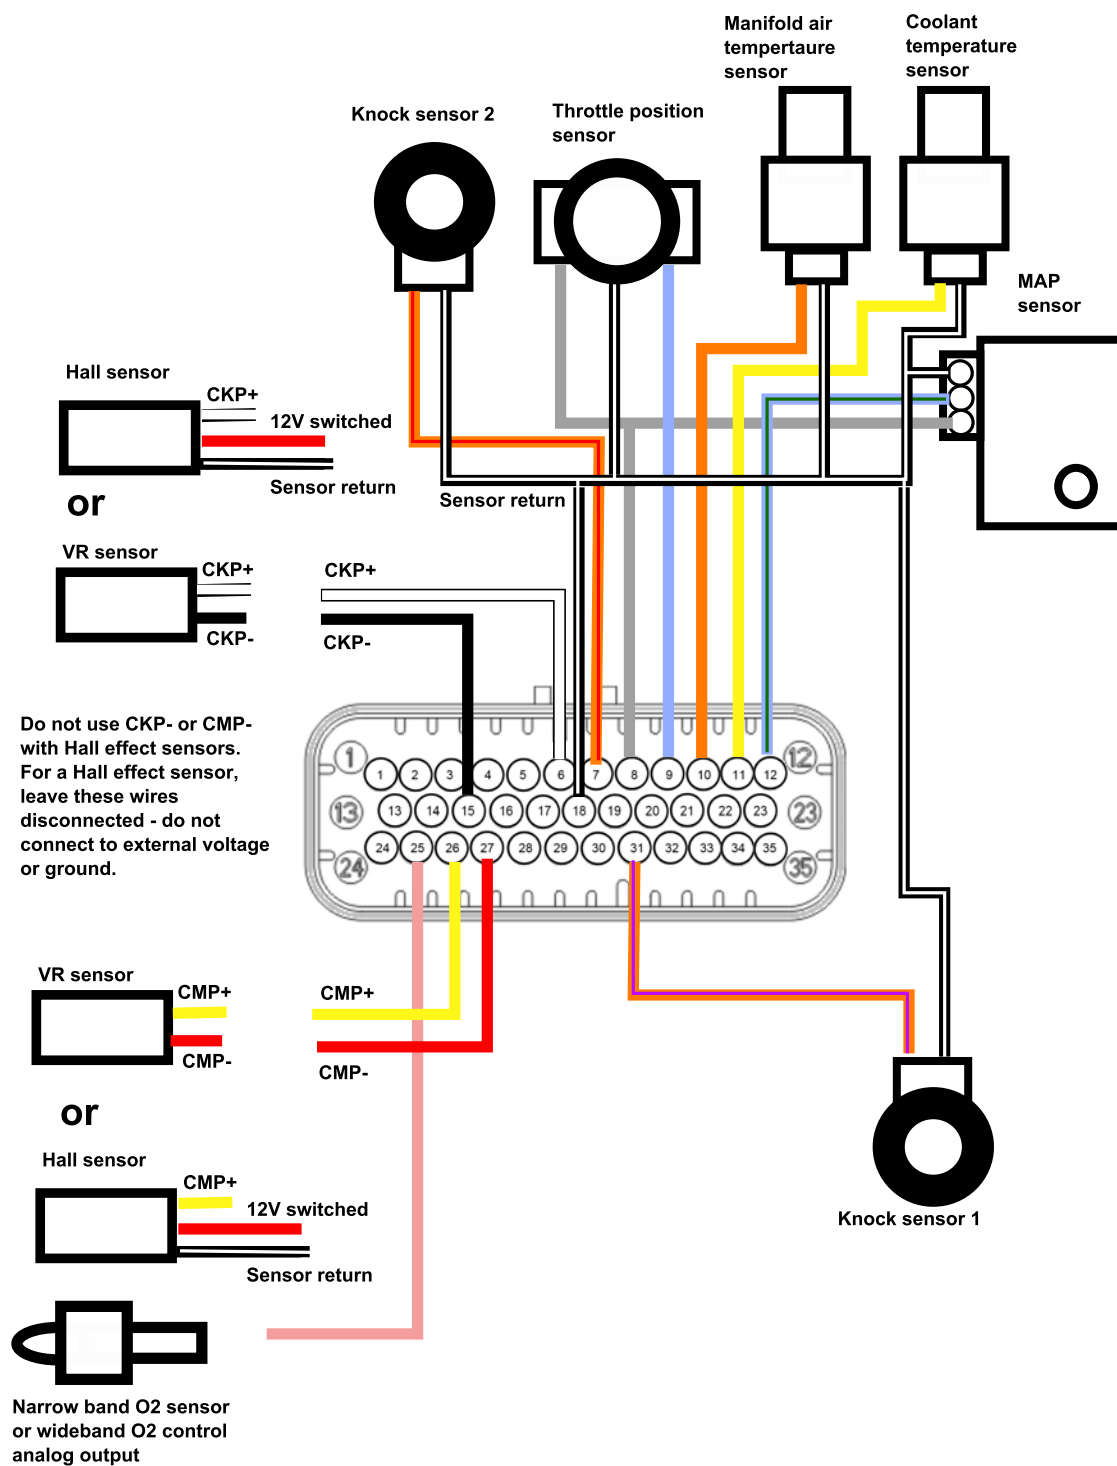 Manifold air
tempertaure
sensor
Coolant
temperature
sensor
Knock sensor 2
Throttle position
sensor
MAP
sensor
Hall sensor
CKP+
12V switched
Sensor return
or
Sensor return
VR sensor
CKP+
CKP-
CKP+
CKP-
Do not use CKP- or CMP-
with Hall effect sensors.
For a Hall effect sensor,
leave these wires
disconnected - do not
connect to external voltage
or ground.
1 12
1 2 3 4 5 6 7 8 9 10 11 12
13 13 14 15 16 17 18 19 20 21 22 23 23
24 25 26 27 28 29 30 31 32 33 34 35
24 35
VR sensor
CMP+
CMP-
CMP+
CMP-
or
Hall sensor
CMP+
12V switched
Sensor return
Knock sensor 1
Narrow band O2 sensor
or wideband O2 control
analog output